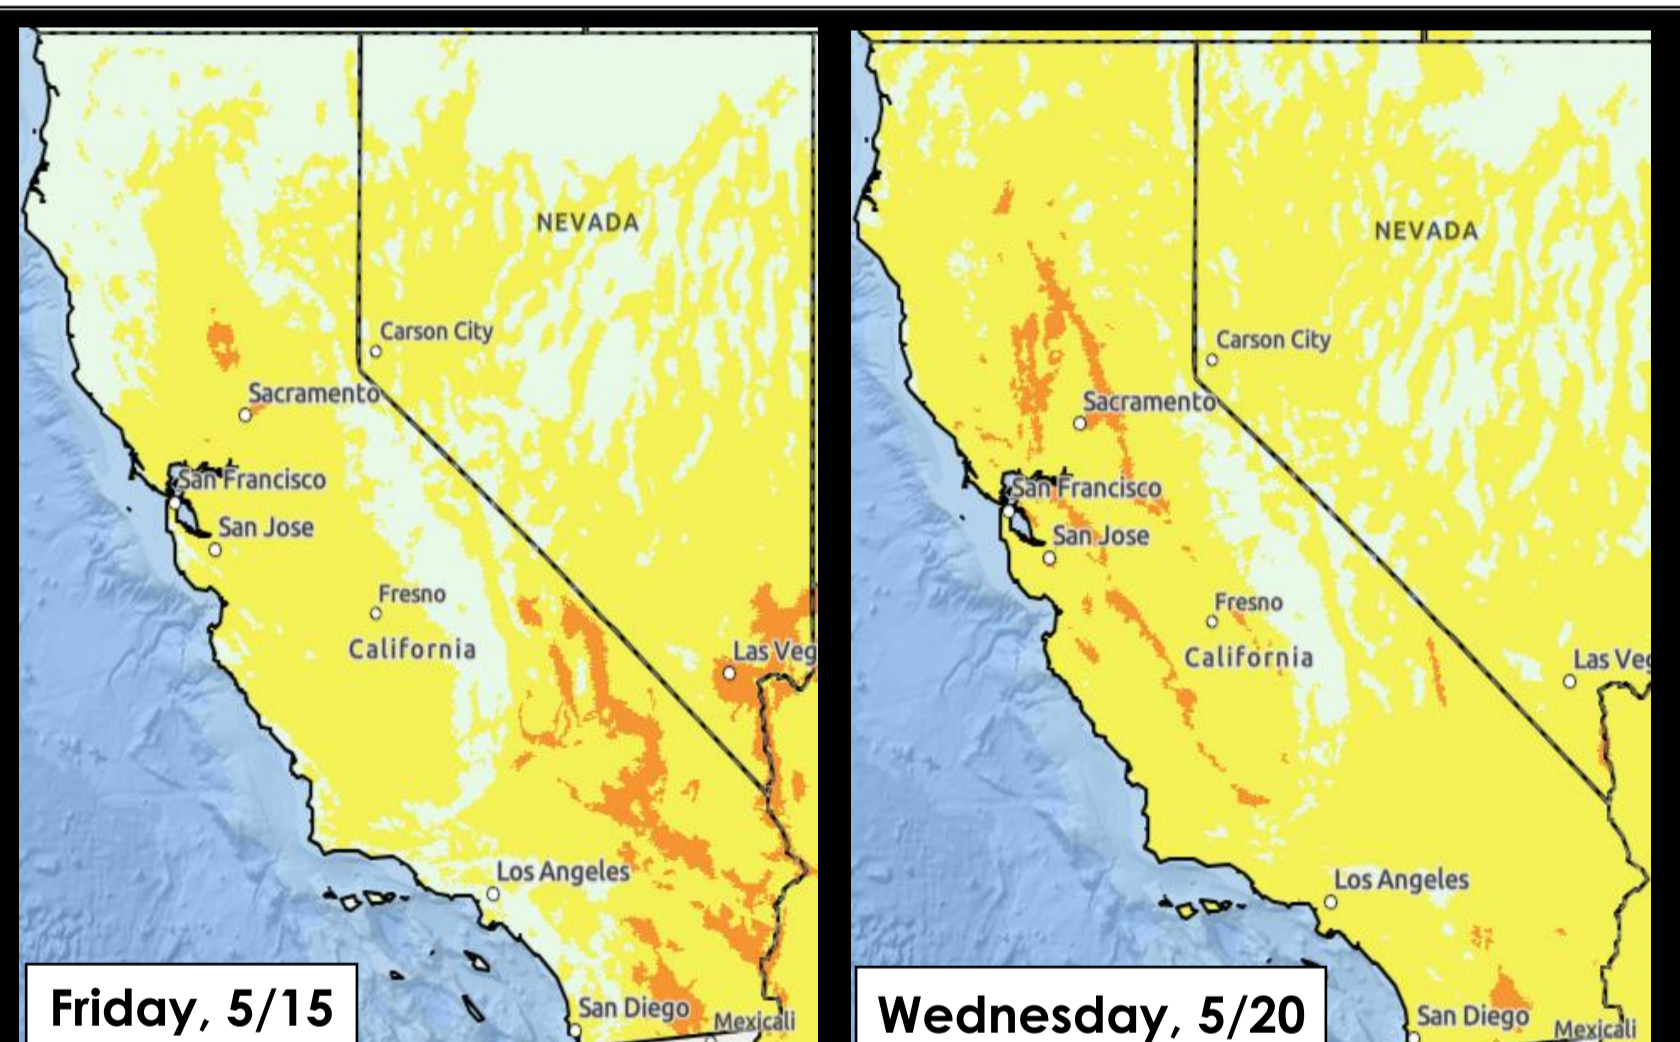 NEVADA
Carson City
Sacramento
San Francisco
San Jose
Fresno
California
Las Veg
Los Angeles
San Diego
Mexicali
Friday, 5/15
NEVADA
Carson City
Sacramento
San Francisco
San Jose
Fresno
California
Las Veg
Los Angeles
San Diego
Mexicali
Wednesday, 5/20